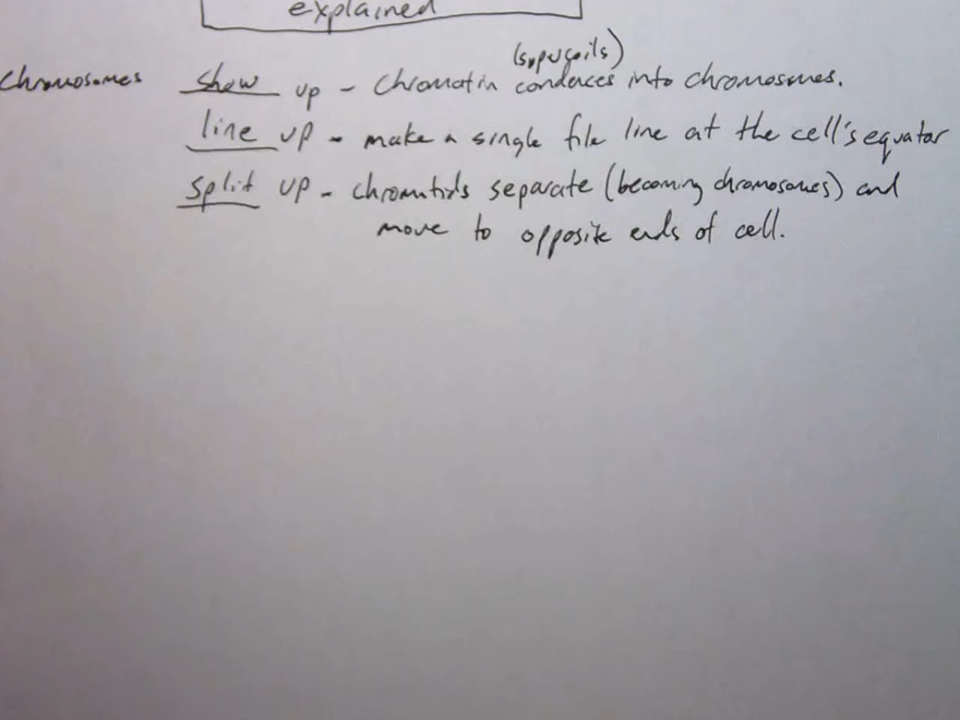 explained
(supercoils)
Chromosomes show up - Chromatin condences into chromosomes.
line up - make a single file line at the cell's equator
split up - chromatids separate (becoming chromosomes) and
move to opposite ends of cell.